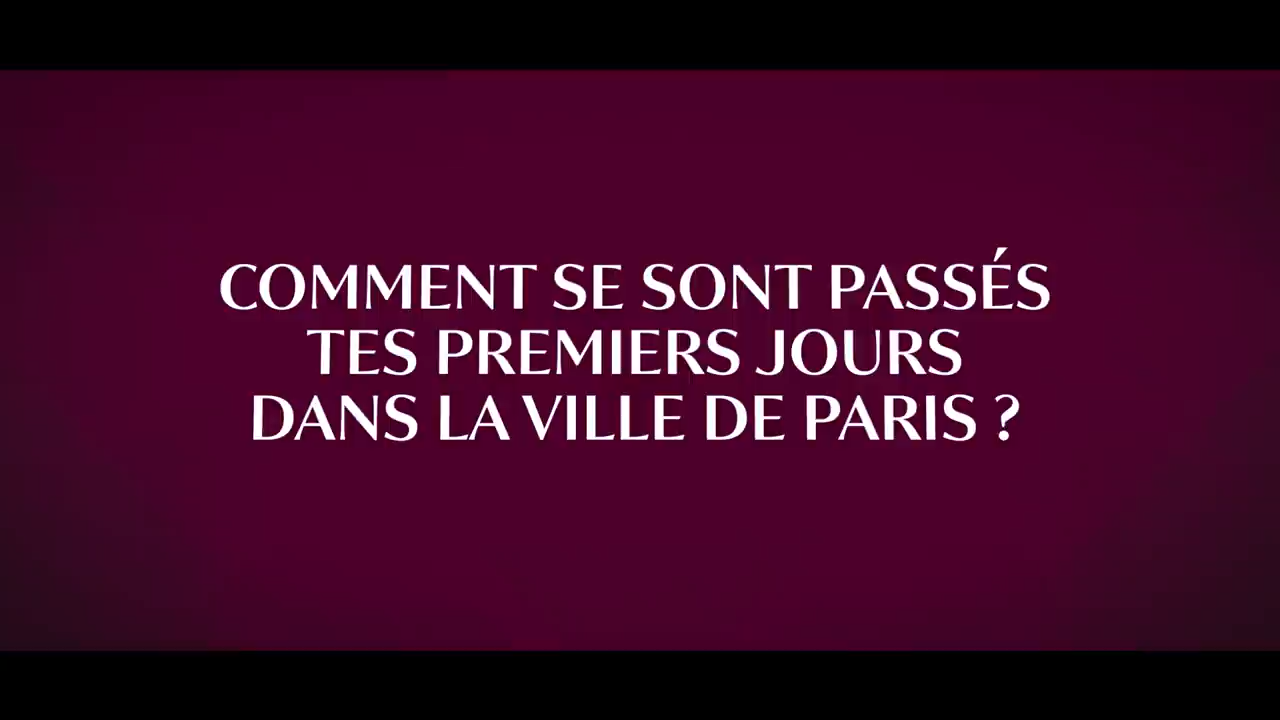 COMMENT SE SONT PASSÉS
TES PREMIERS JOURS
DANS LA VILLE DE PARIS ?